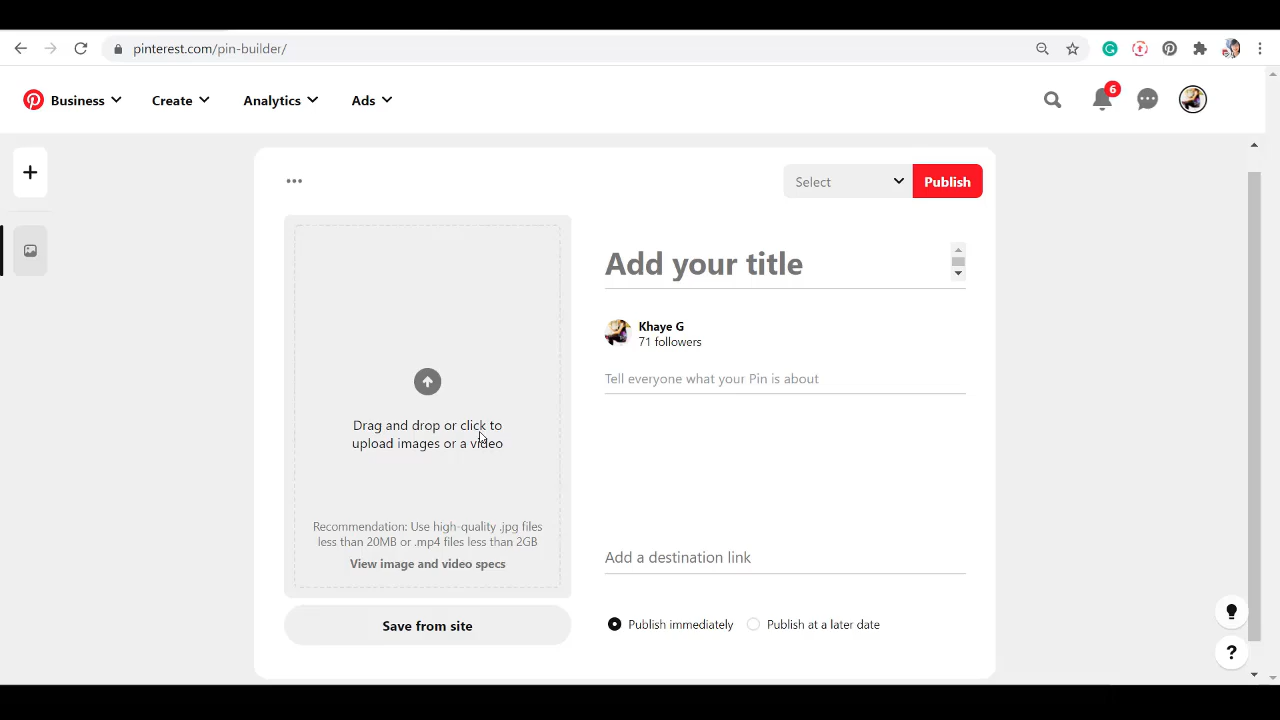 pinterest.com/pin-builder/
Business Create Analytics Ads 6
Select Publish
Add your title
Khaye G
71 followers
Tell everyone what your Pin is about
Drag and drop or click to
upload images or a video
Recommendation: Use high-quality .jpg files
less than 20MB or .mp4 files less than 2GB
View image and video specs
Add a destination link
Save from site
Publish immediately Publish at a later date
?